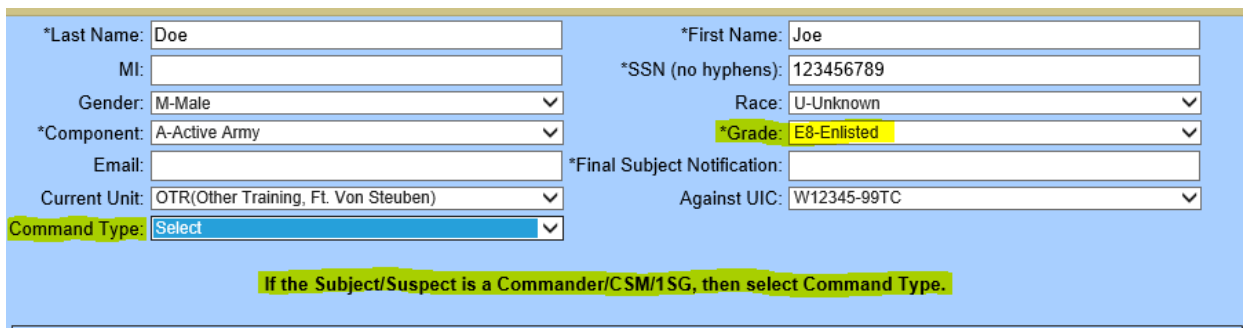 *Last Name: Doe *First Name: Joe
MI: *SSN (no hyphens): 123456789
Gender: M-Male Race: U-Unknown
*Component: A-Active Army *Grade: E8-Enlisted
Email: *Final Subject Notification:
Current Unit: OTR(Other Training, Ft. Von Steuben) Against UIC: W12345-99TC
Command Type: Select
If the Subject/Suspect is a Commander/CSM/1SG, then select Command Type.